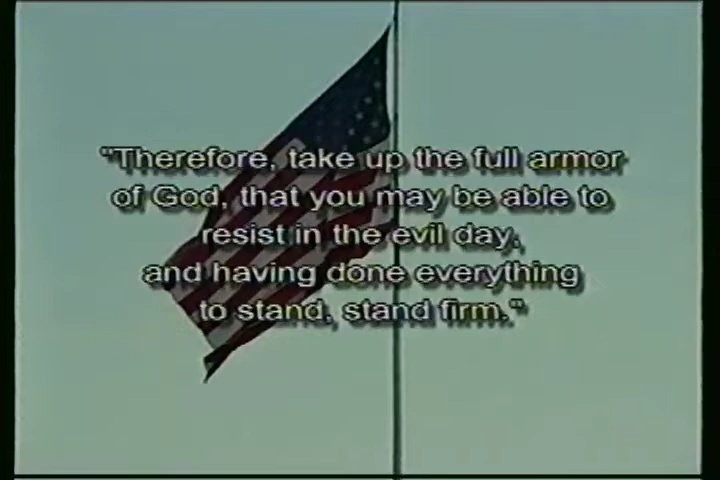 "Therefore, take up the full armor
of God, that you may be able to
resist in the evil day,
and having done everything
to stand, stand firm."